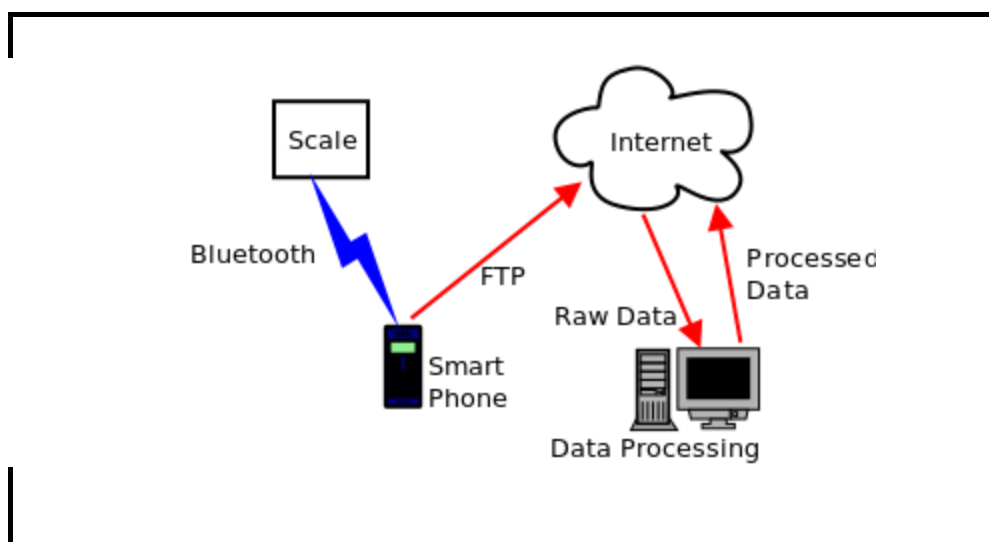 Scale
Internet
Bluetooth
FTP
Processed
Data
Raw Data
Smart
Phone
Data Processing